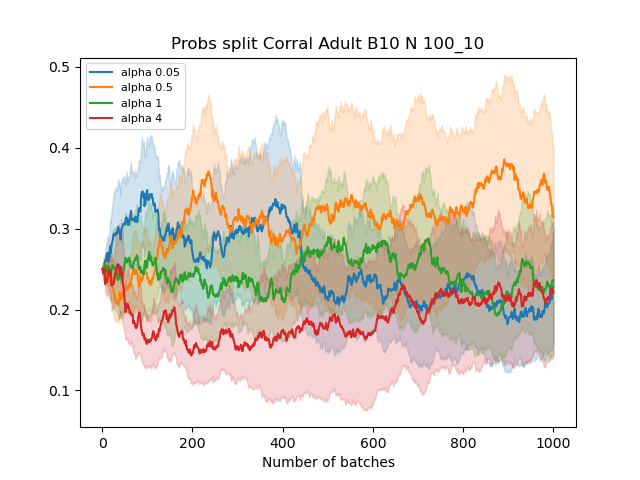 Probs split Corral Adult B10 N 100_10
0.5
0.4
0.3
0.2
0.1
alpha 0.05
alpha 0.5
alpha 1
alpha 4
0 200 400 600 800 1000
Number of batches